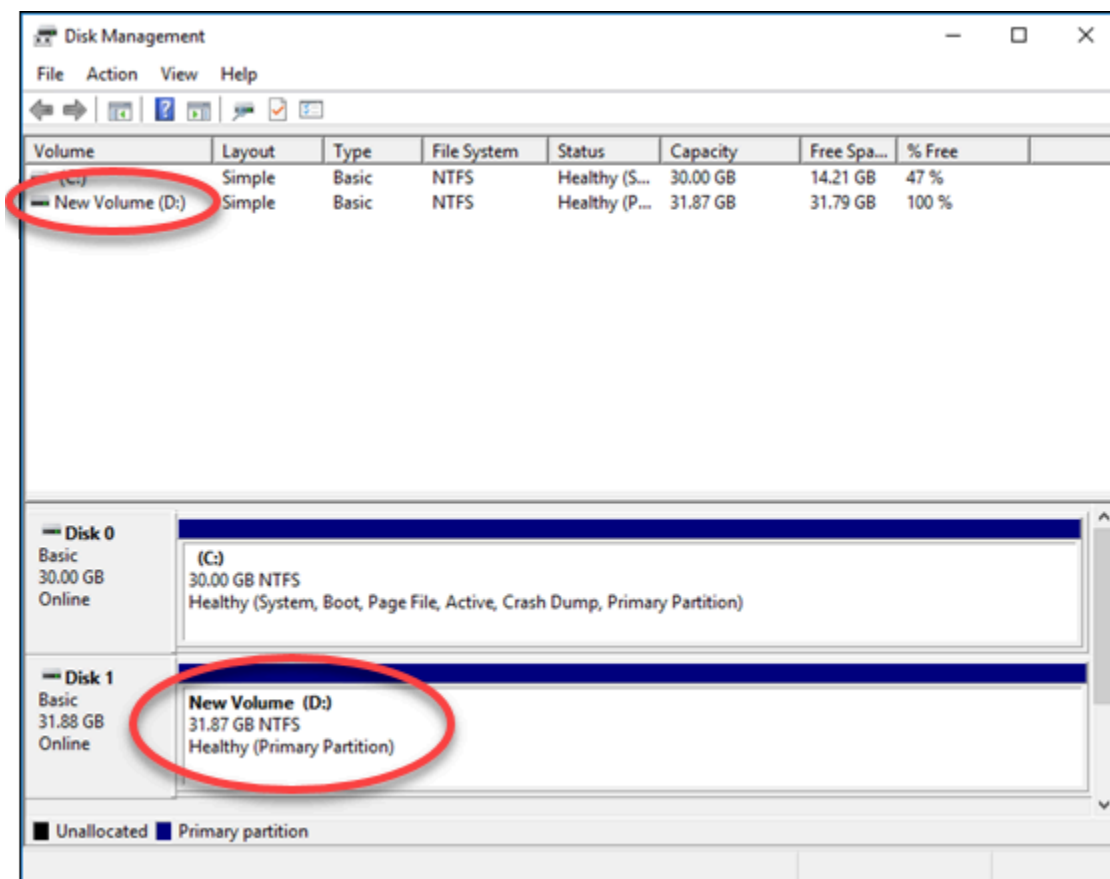 Disk Management
File Action View Help
Volume Layout Type File System Status Capacity Free Spa... % Free
(C:) Simple Basic NTFS Healthy (S... 30.00 GB 14.21 GB 47 %
New Volume (D:) Simple Basic NTFS Healthy (P... 31.87 GB 31.79 GB 100 %
Disk 0
Basic
30.00 GB
Online
(C:)
30.00 GB NTFS
Healthy (System, Boot, Page File, Active, Crash Dump, Primary Partition)
Disk 1
Basic
31.88 GB
Online
New Volume (D:)
31.87 GB NTFS
Healthy (Primary Partition)
Unallocated Primary partition